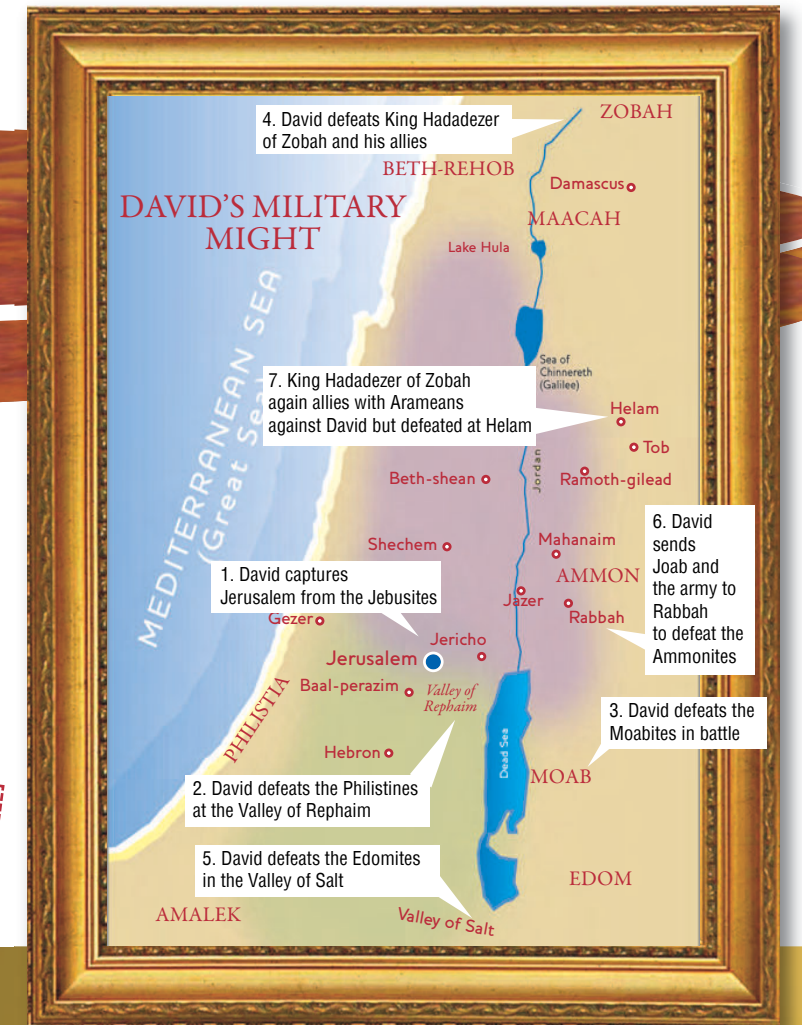 4. David defeats King Hadadezer
of Zobah and his allies
ZOBAH
BETH-REHOB
Damascus
DAVID'S MILITARY
MIGHT
MAACAH
Lake Hula
MEDITERRANEAN SEA
(Great Sea)
Sea of
Chinnereth
(Galilee)
7. King Hadadezer of Zobah
again allies with Arameans
against David but defeated at Helam
Helam
Tob
Jordan
Beth-shean
Ramoth-gilead
Shechem
Mahanaim
6. David
sends
Joab and
the army to
Rabbah
to defeat the
Ammonites
AMMON
1. David captures
Jerusalem from the Jebusites
Jazer
Rabbah
Gezer
Jericho
Jerusalem
Baal-perazim
Valley of
Rephaim
PHILISTIA
3. David defeats the
Moabites in battle
Hebron
Dead Sea
MOAB
2. David defeats the Philistines
at the Valley of Rephaim
5. David defeats the Edomites
in the Valley of Salt
EDOM
AMALEK
Valley of Salt